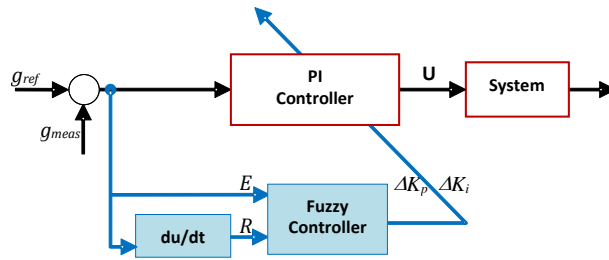 g_ref
g_meas
PI
Controller
U
System
E
ΔK_p ΔK_i
Fuzzy
Controller
R
du/dt